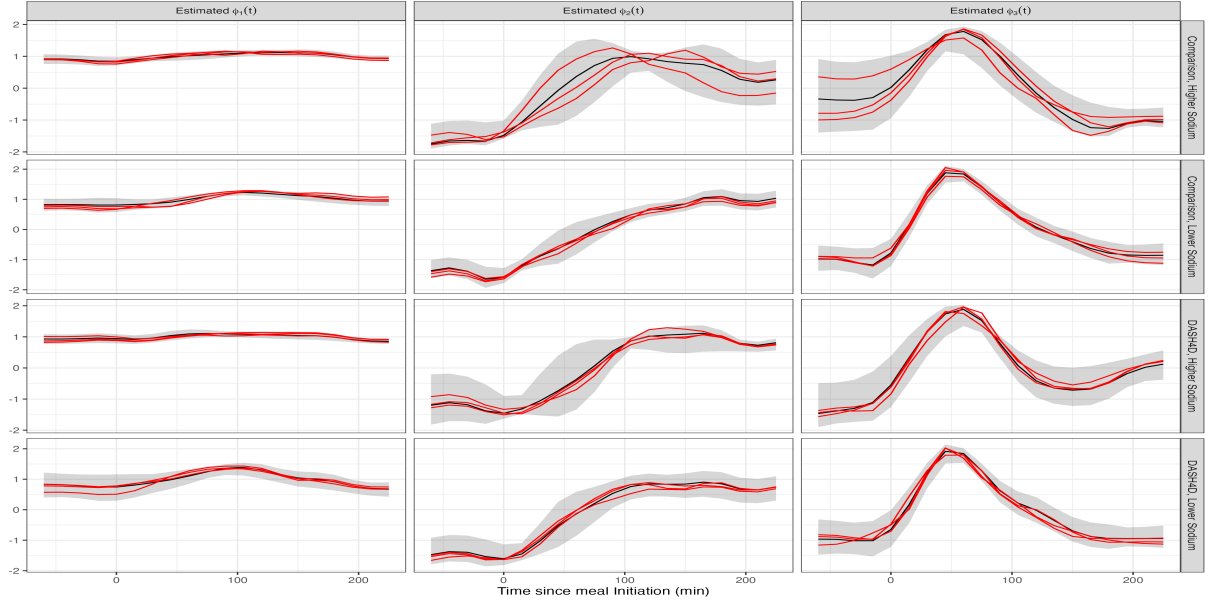 Estimated ϕ₁(t) Estimated ϕ₂(t) Estimated ϕ₃(t)
2
1
0
-1
-2
Comparison, Higher Sodium
2
1
0
-1
-2
Comparison, Lower Sodium
2
1
0
-1
-2
DASH4D, Higher Sodium
2
1
0
-1
-2
DASH4D, Lower Sodium
0 100 200 0 100 200 0 100 200
Time since meal Initiation (min)